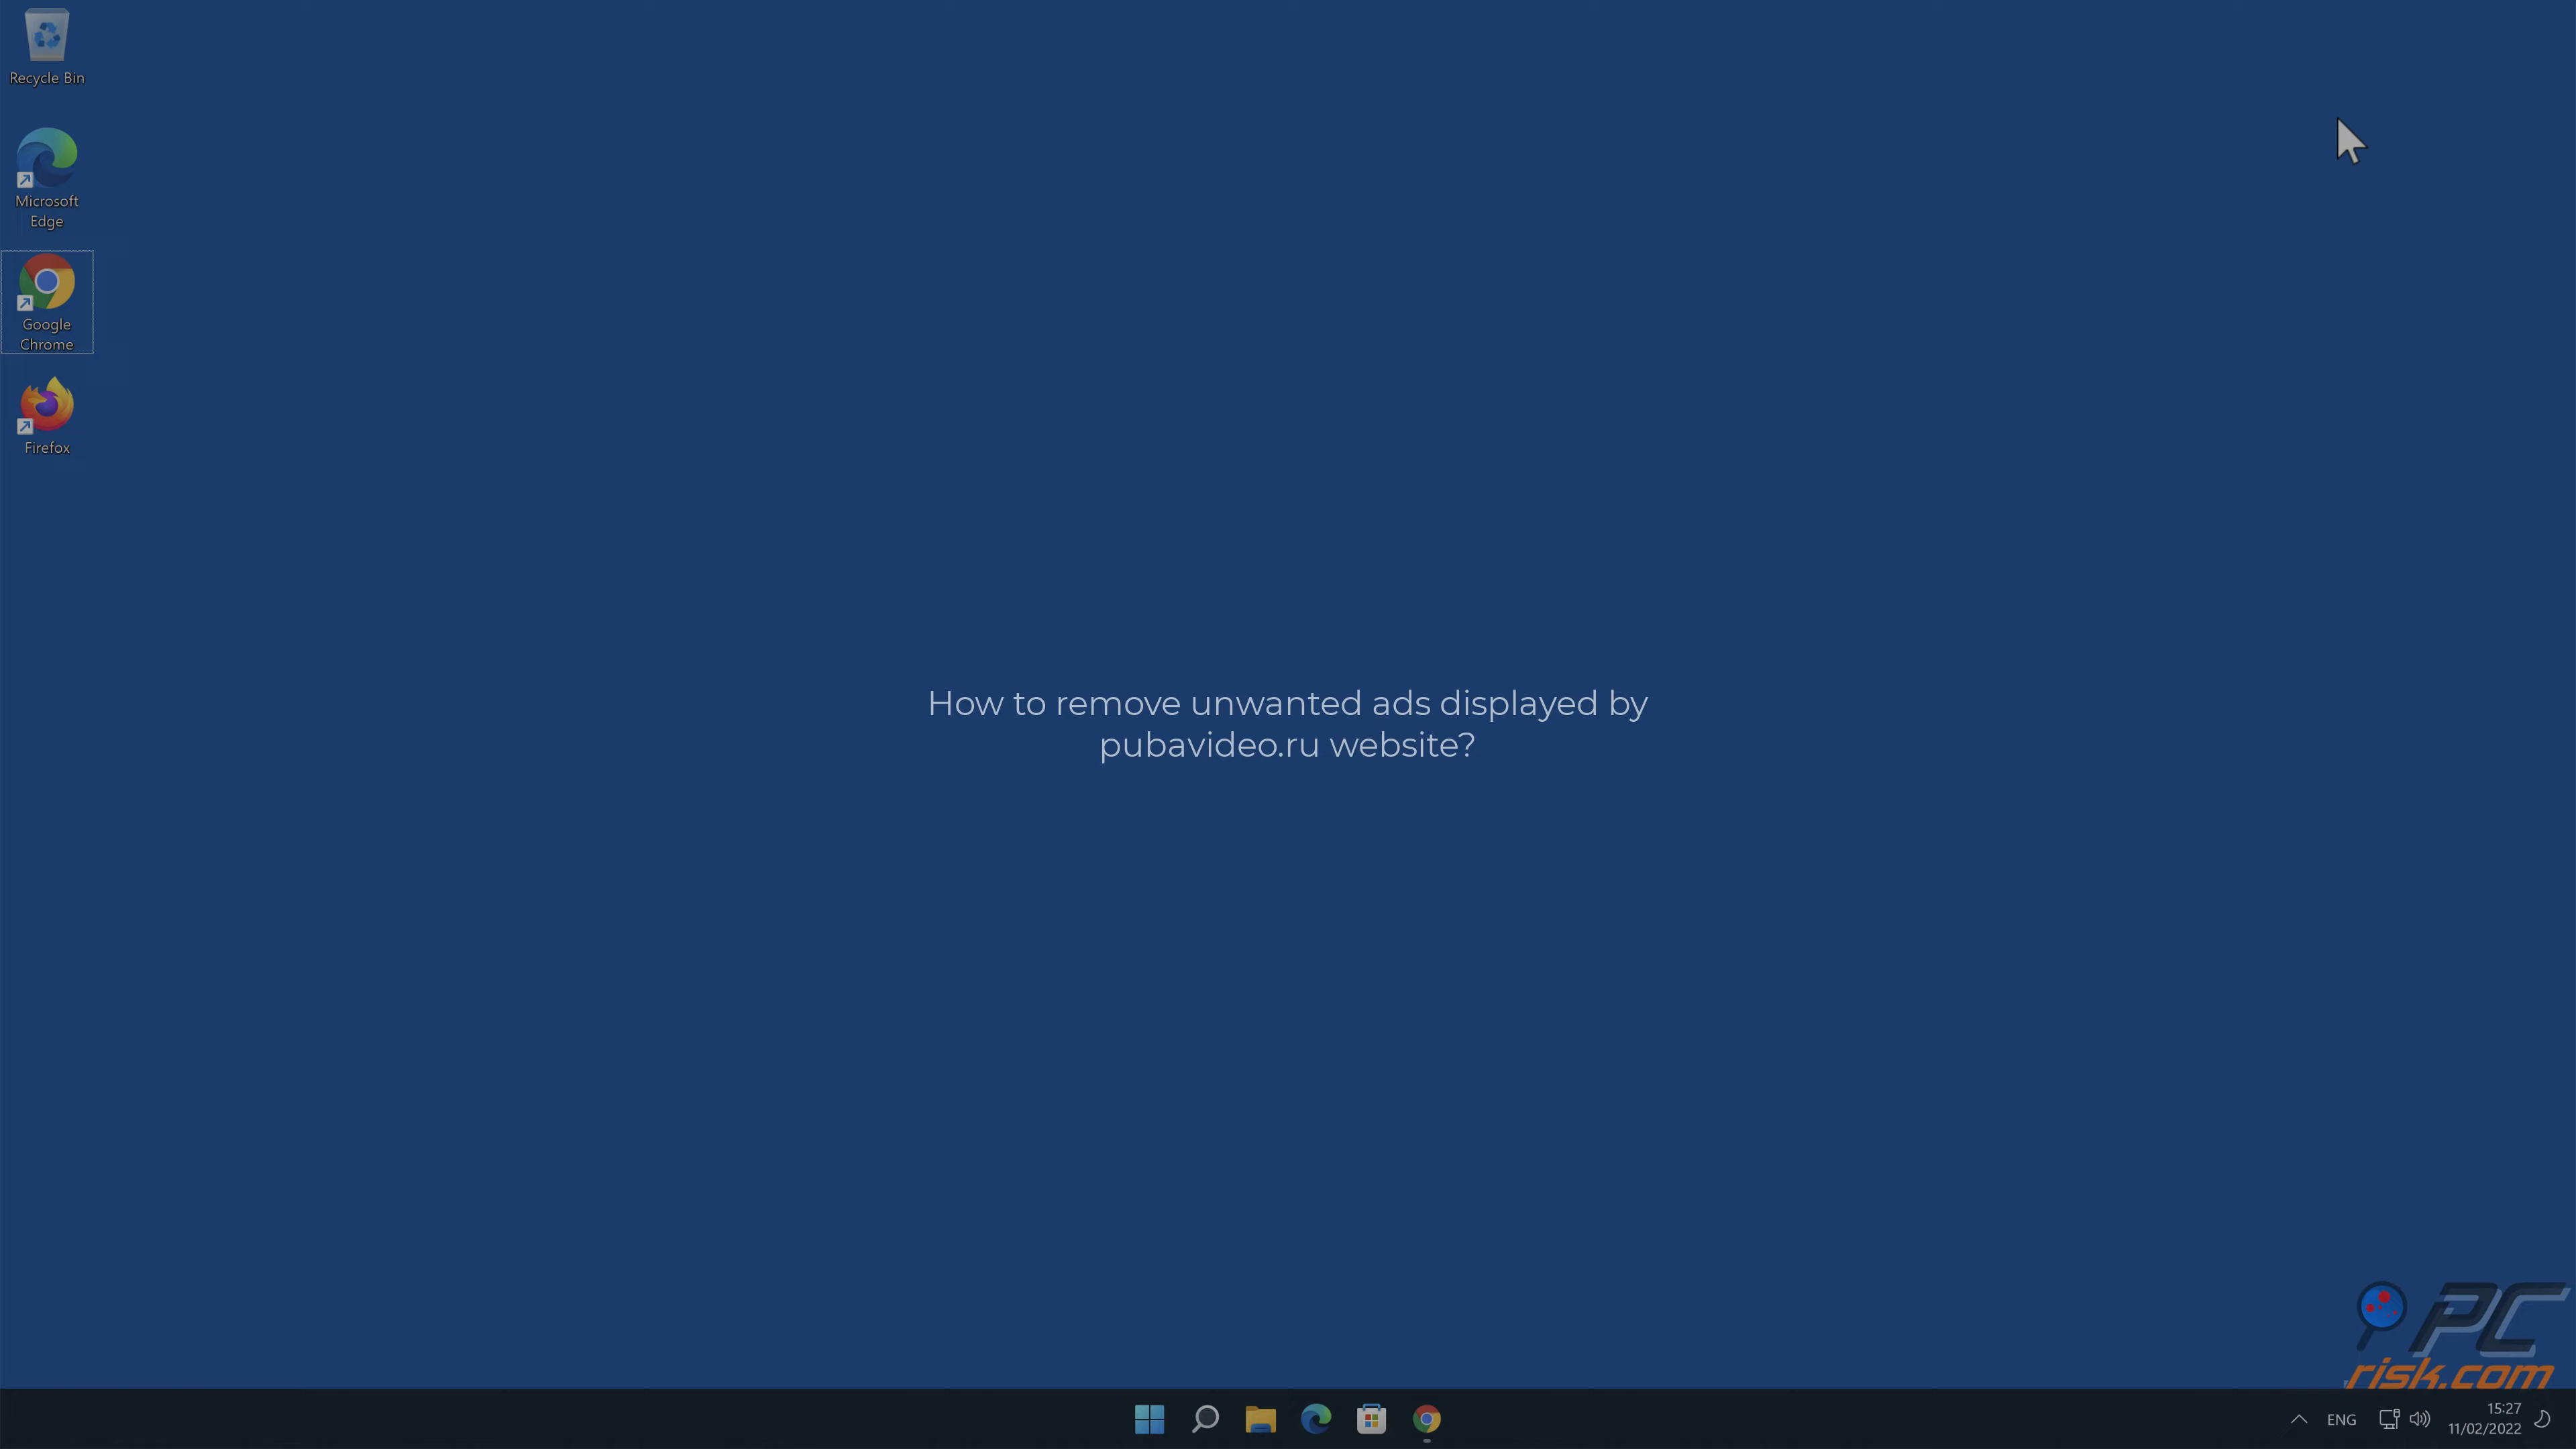 Recycle Bin
Microsoft
Edge
Google
Chrome
Firefox
How to remove unwanted ads displayed by
pubavideo.ru website?
PC
risk.com
ENG
15:27
11/02/2022